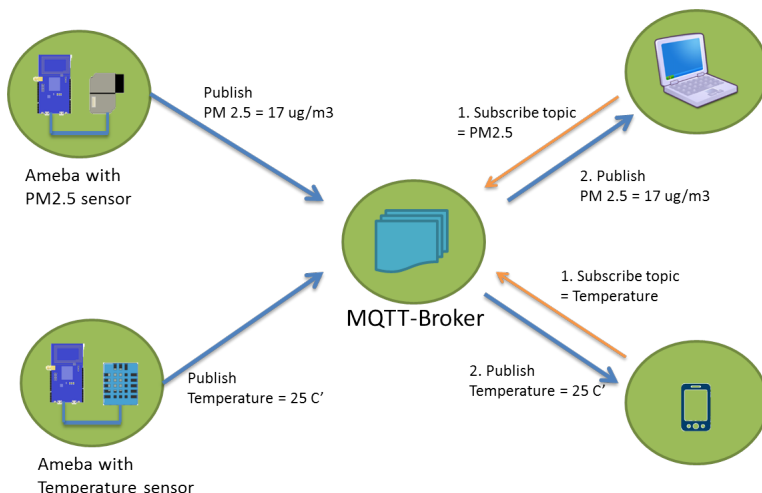 Publish
PM 2.5 = 17 ug/m3
1. Subscribe topic
= PM2.5
Ameba with
PM2.5 sensor
2. Publish
PM 2.5 = 17 ug/m3
MQTT-Broker
1. Subscribe topic
= Temperature
Publish
Temperature = 25 C’
2. Publish
Temperature = 25 C’
Ameba with
Temperature sensor